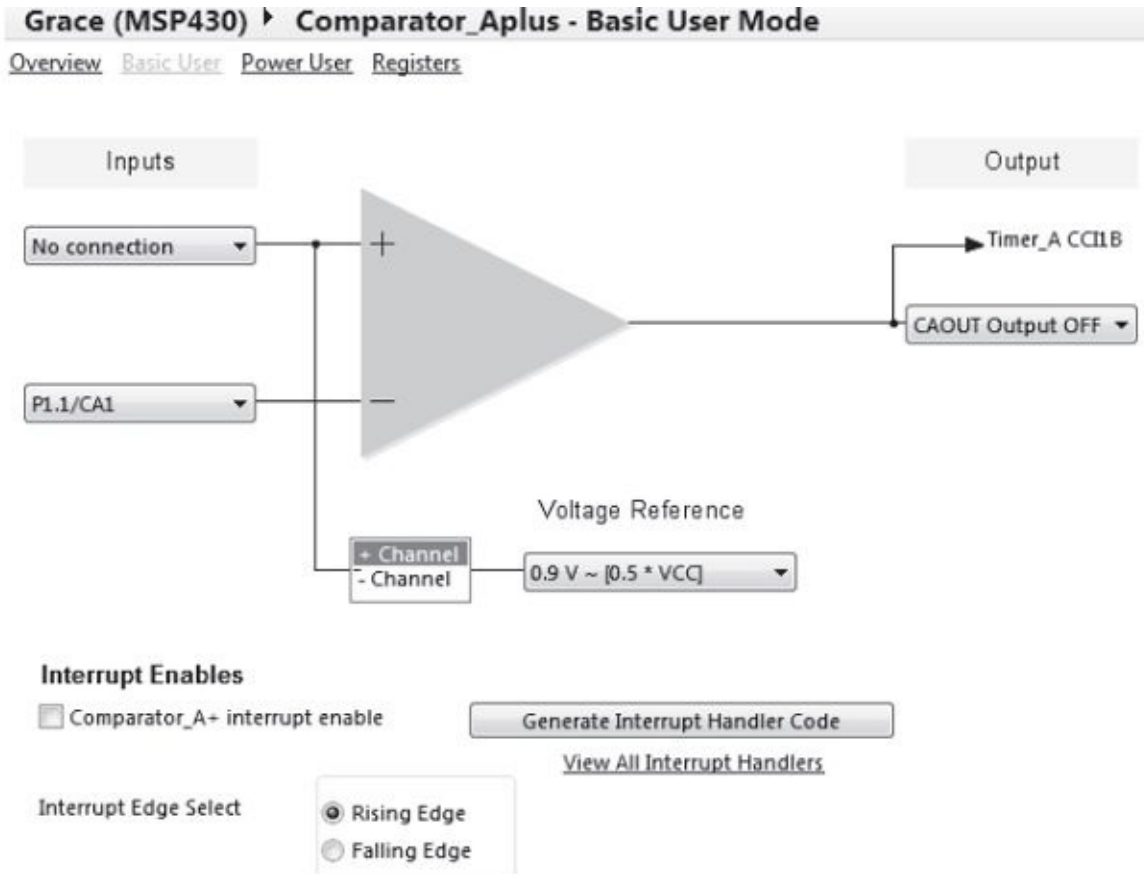 Grace (MSP430) ▸ Comparator_Aplus - Basic User Mode
Overview Basic User Power User Registers
Inputs
Output
No connection
+
Timer_A CCI1B
CAOUT Output OFF
P1.1/CA1
−
Voltage Reference
+ Channel
- Channel
0.9 V ~ [0.5 * VCC]
Interrupt Enables
Comparator_A+ interrupt enable
Generate Interrupt Handler Code
View All Interrupt Handlers
Interrupt Edge Select
Rising Edge
Falling Edge